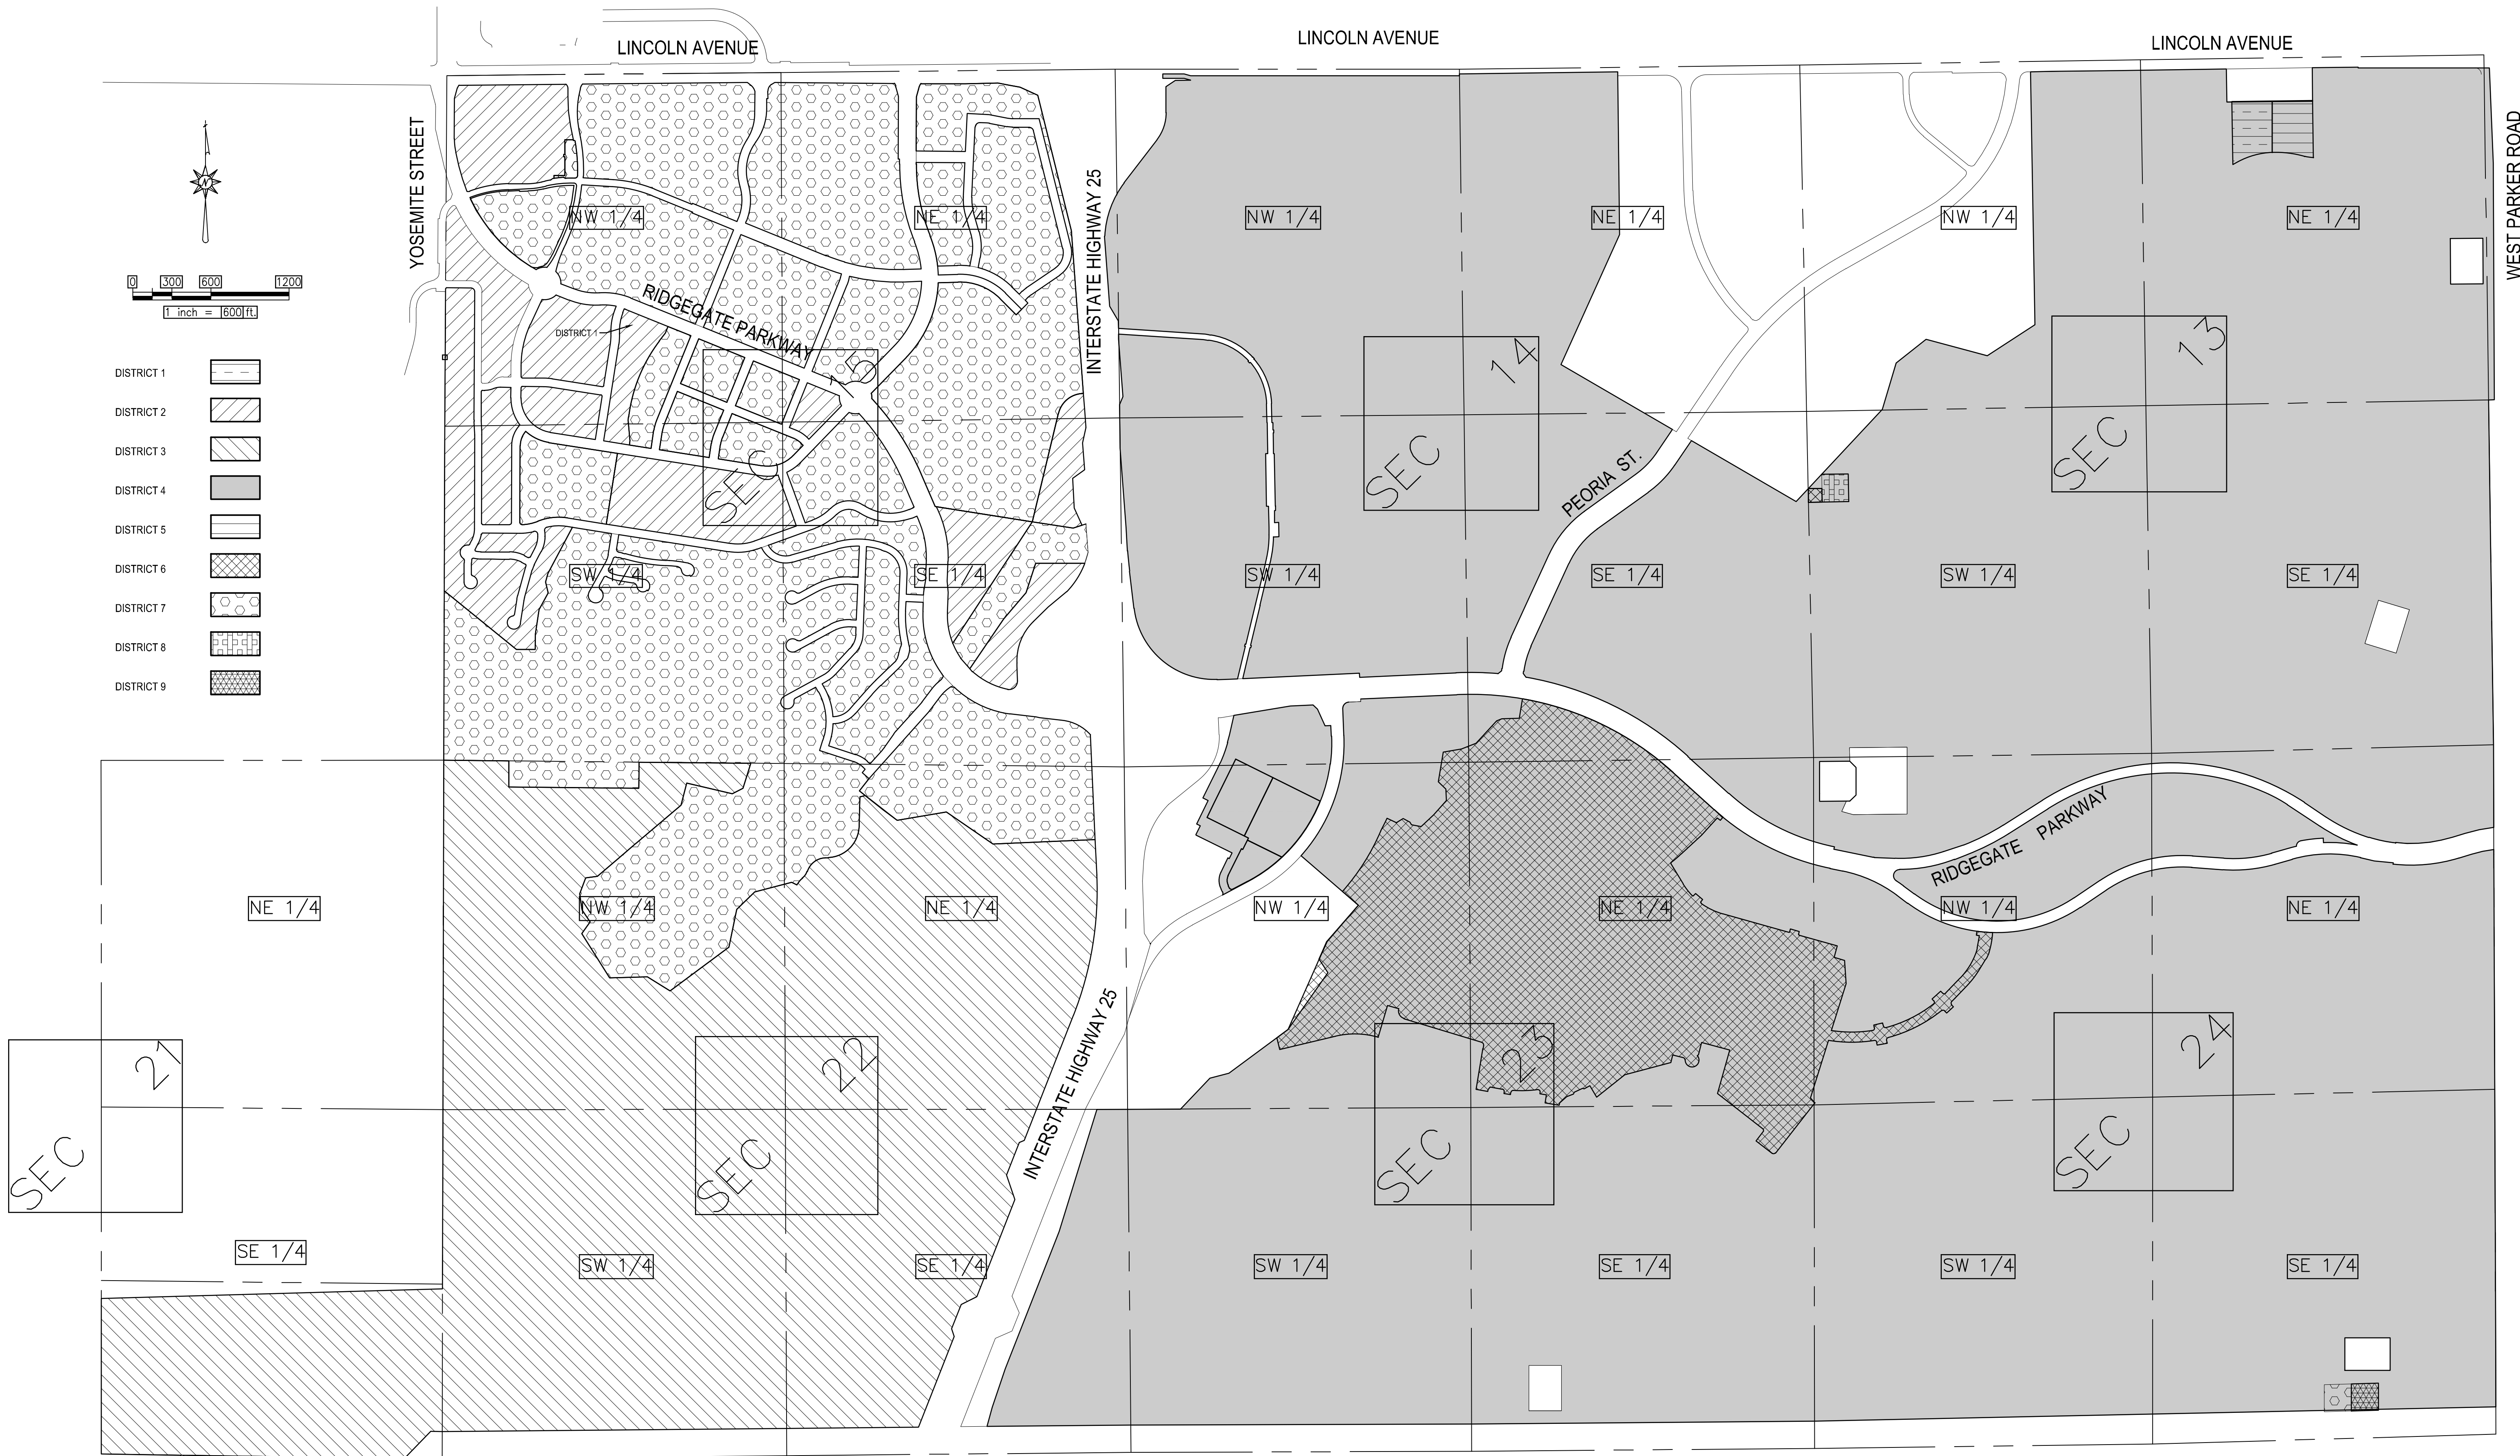 LINCOLN AVENUE
LINCOLN AVENUE
LINCOLN AVENUE
YOSEMITE STREET
INTERSTATE HIGHWAY 25
WEST PARKER ROAD
N
0 300 600 1200
1 inch = 600 ft.
DISTRICT 1
DISTRICT 2
DISTRICT 3
DISTRICT 4
DISTRICT 5
DISTRICT 6
DISTRICT 7
DISTRICT 8
DISTRICT 9
NW 1/4
NE 1/4
NW 1/4
NE 1/4
NW 1/4
NE 1/4
RIDGEGATE PARKWAY
DISTRICT 1
SEC 15
SEC 14
SEC 13
PEORIA ST.
SW 1/4
SE 1/4
SW 1/4
SE 1/4
SW 1/4
SE 1/4
RIDGEGATE PARKWAY
NE 1/4
NW 1/4
NE 1/4
NW 1/4
NE 1/4
NW 1/4
NE 1/4
SEC 21
SEC 22
INTERSTATE HIGHWAY 25
SEC 23
SEC 24
SE 1/4
SW 1/4
SE 1/4
SW 1/4
SE 1/4
SW 1/4
SE 1/4